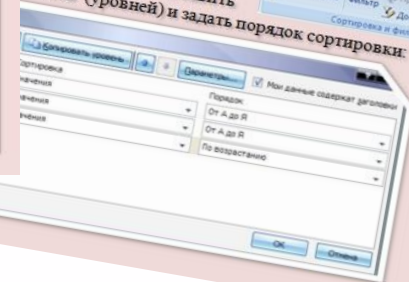 Фильтр
Сортировка и
(уровней) и задать порядок сортировки:
Копировать уровень
Параметры...
Мои данные содержат заголовки
Порядок
От А до Я
От А до Я
По возрастанию
ОК
Отмена